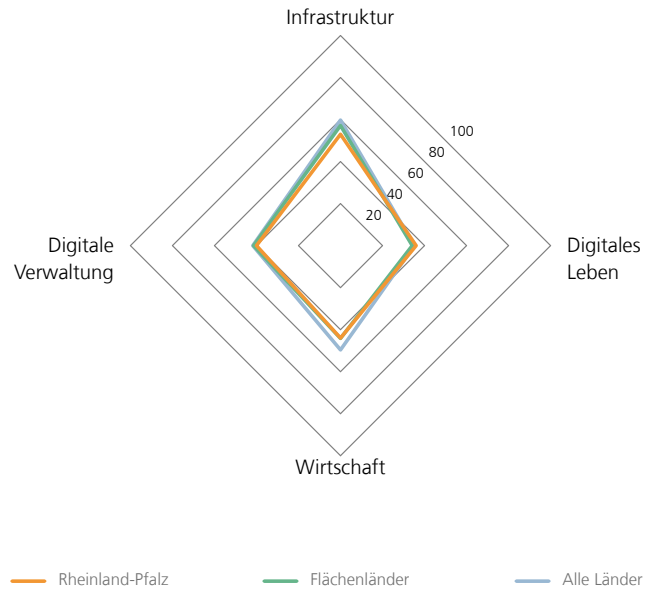 Infrastruktur
100
80
60
40
20
Digitale
Verwaltung
Digitales
Leben
Wirtschaft
Rheinland-Pfalz
Flächenländer
Alle Länder